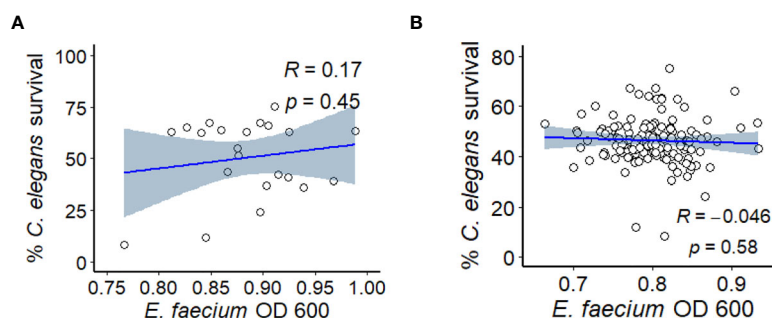 A
% C. elegans survival
100
75
50
25
0
R = 0.17
p = 0.45
0.75 0.80 0.85 0.90 0.95 1.00
E. faecium OD 600
B
% C. elegans survival
80
60
40
20
0
R = −0.046
p = 0.58
0.7 0.8 0.9
E. faecium OD 600